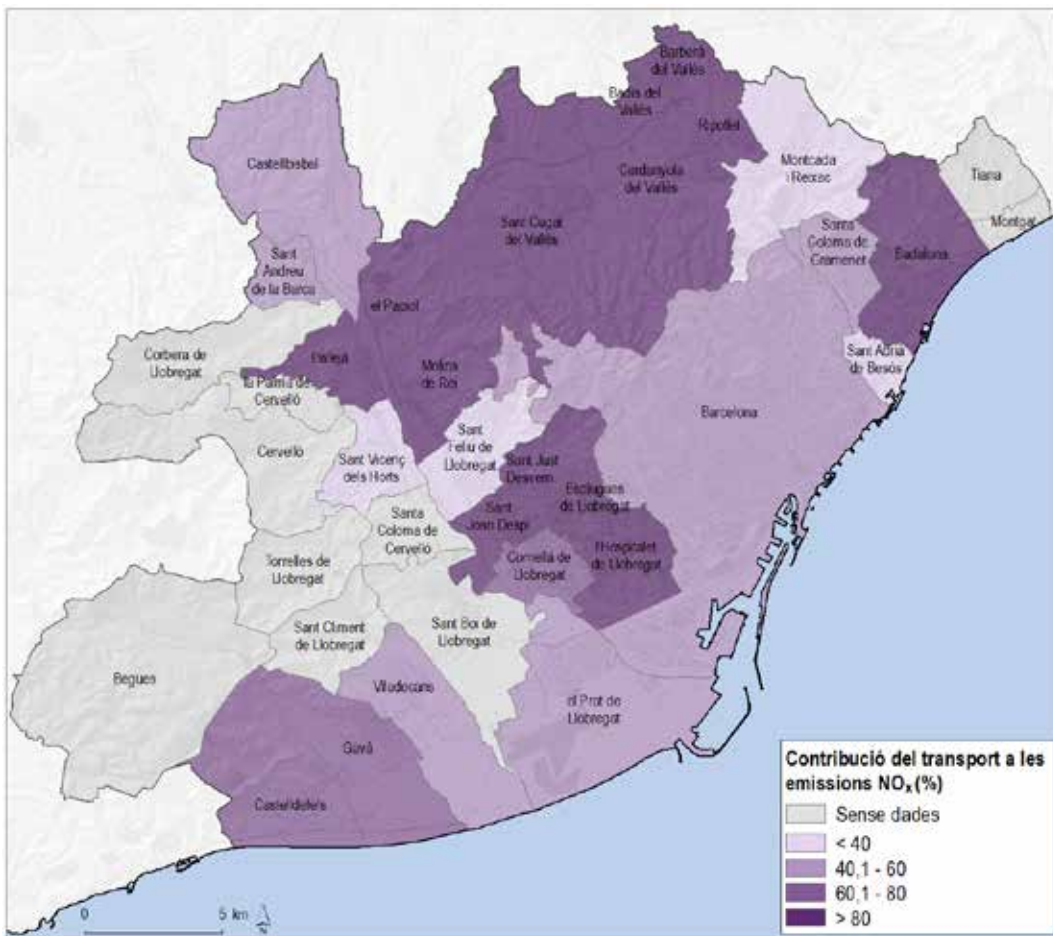 Barberà
del Vallès
Badia del
Vallès
Ripollet
Castellbisbal
Montcada
i Reixac
Tiana
Cerdanyola
del Vallès
Montgat
Sant Cugat
del Vallès
Santa
Coloma de
Gramenet
Badalona
Sant
Andreu
de la Barca
el Papiol
Corbera de
Llobregat
Pallejà
Molins
de Rei
Sant Adrià
de Besòs
la Palma de
Cervelló
Barcelona
Cervelló
Sant Vicenç
dels Horts
Sant
Feliu de
Llobregat
Sant Just
Desvern
Esplugues
de Llobregat
Santa
Coloma de
Cervelló
Sant
Joan Despí
l'Hospitalet
de Llobregat
Cornellà de
Llobregat
Torrelles de
Llobregat
Sant Climent
de Llobregat
Sant Boi de
Llobregat
Begues
Viladecans
el Prat de
Llobregat
Gavà
Castelldefels
Contribució del transport a les
emissions NOₓ (%)
Sense dades
< 40
40,1 - 60
60,1 - 80
> 80
0 5 km
N